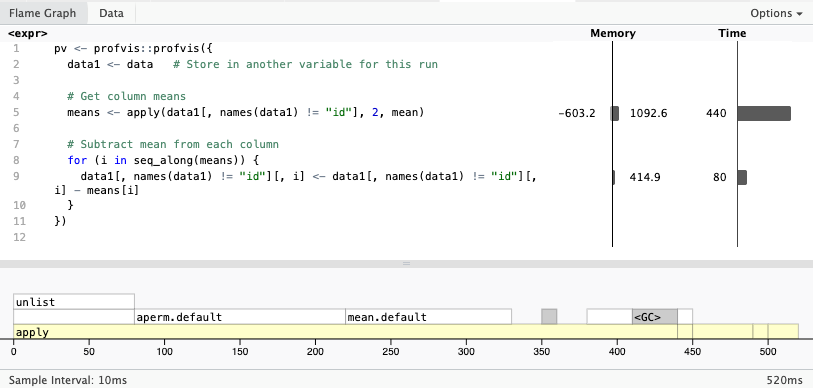 Flame Graph Data Options
<expr> Memory Time
1 pv <- profvis::profvis({
2 data1 <- data # Store in another variable for this run
3
4 # Get column means
5 means <- apply(data1[, names(data1) != "id"], 2, mean) -603.2 1092.6 440
6
7 # Subtract mean from each column
8 for (i in seq_along(means)) {
9 data1[, names(data1) != "id"][, i] <- data1[, names(data1) != "id"][, 414.9 80
i] - means[i]
10 }
11 })
12
unlist
aperm.default mean.default <GC>
apply
0 50 100 150 200 250 300 350 400 450 500
Sample Interval: 10ms 520ms